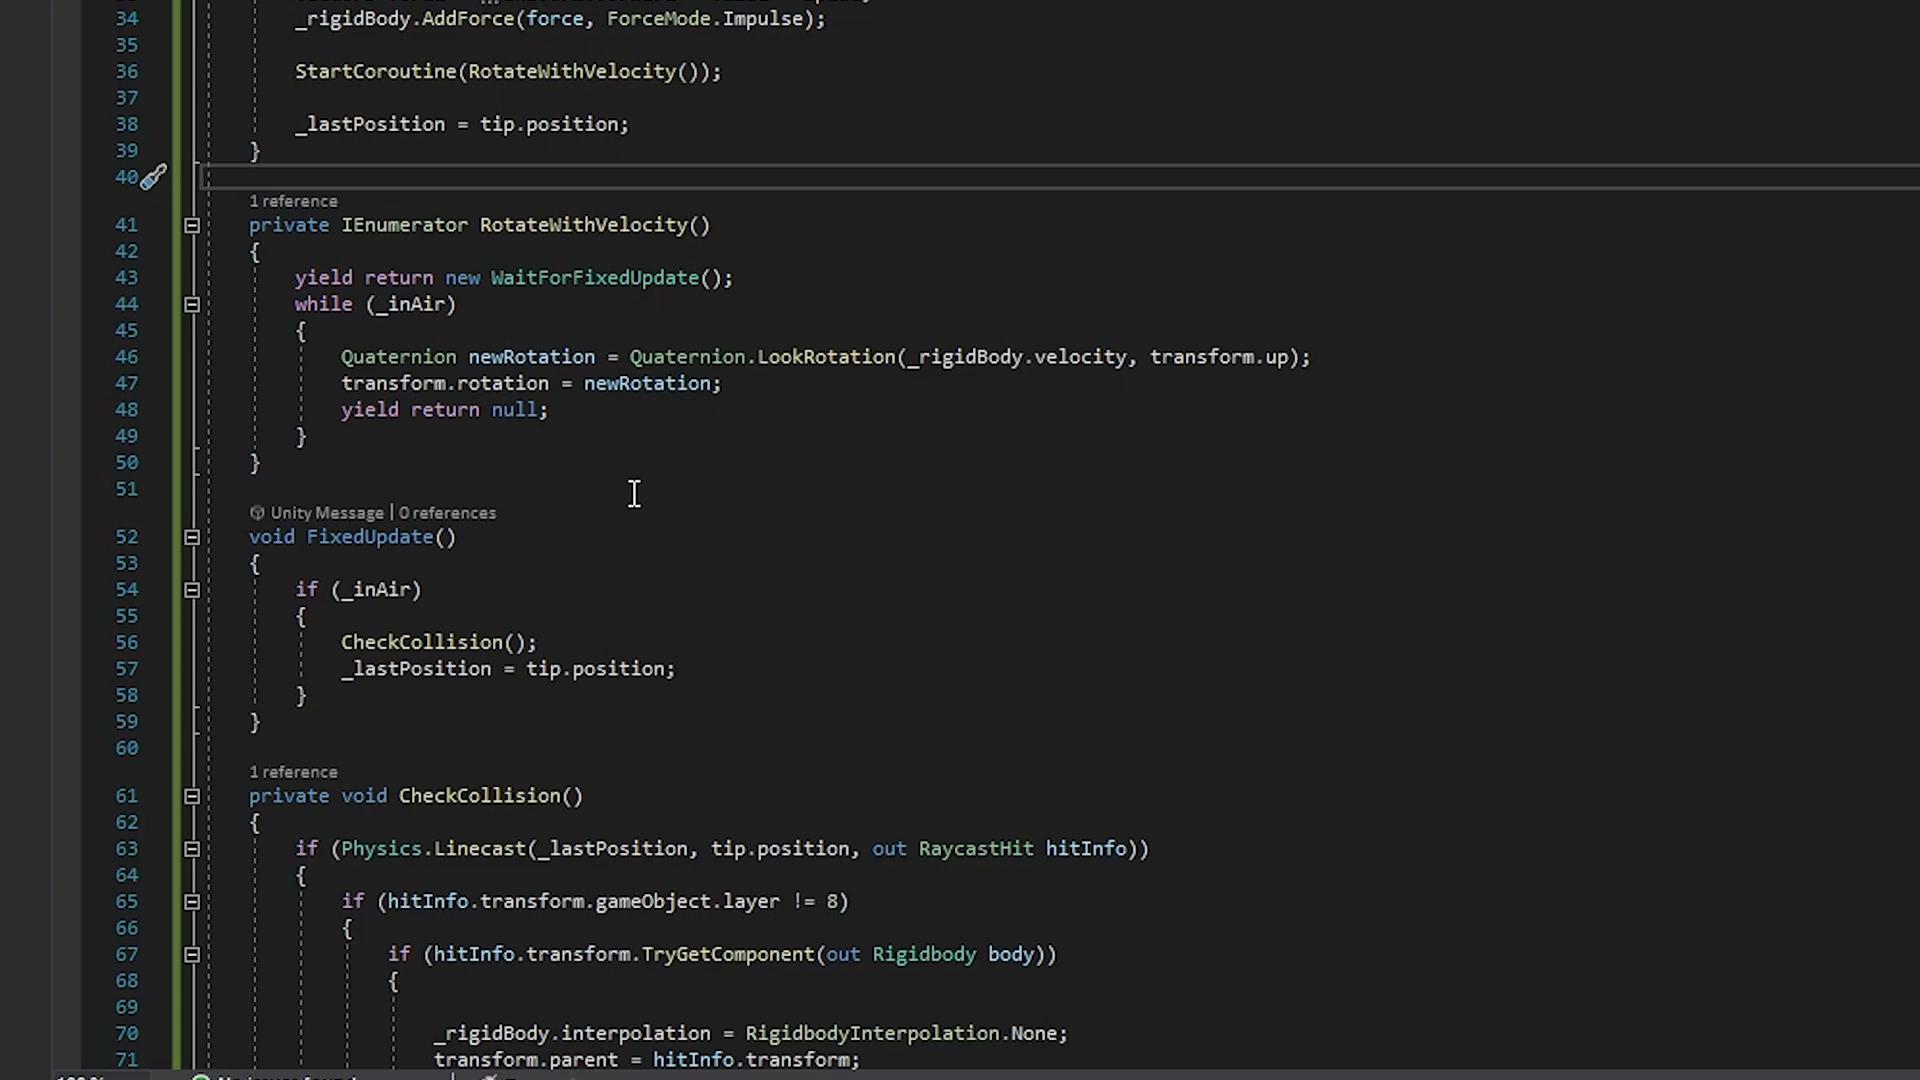 34 _rigidBody.AddForce(force, ForceMode.Impulse);
35
36 StartCoroutine(RotateWithVelocity());
37
38 _lastPosition = tip.position;
39 }
40
1 reference
41 private IEnumerator RotateWithVelocity()
42 {
43 yield return new WaitForFixedUpdate();
44 while (_inAir)
45 {
46 Quaternion newRotation = Quaternion.LookRotation(_rigidBody.velocity, transform.up);
47 transform.rotation = newRotation;
48 yield return null;
49 }
50 }
51
Unity Message | 0 references
52 void FixedUpdate()
53 {
54 if (_inAir)
55 {
56 CheckCollision();
57 _lastPosition = tip.position;
58 }
59 }
60
1 reference
61 private void CheckCollision()
62 {
63 if (Physics.Linecast(_lastPosition, tip.position, out RaycastHit hitInfo))
64 {
65 if (hitInfo.transform.gameObject.layer != 8)
66 {
67 if (hitInfo.transform.TryGetComponent(out Rigidbody body))
68 {
69
70 _rigidBody.interpolation = RigidbodyInterpolation.None;
71 transform.parent = hitInfo.transform;